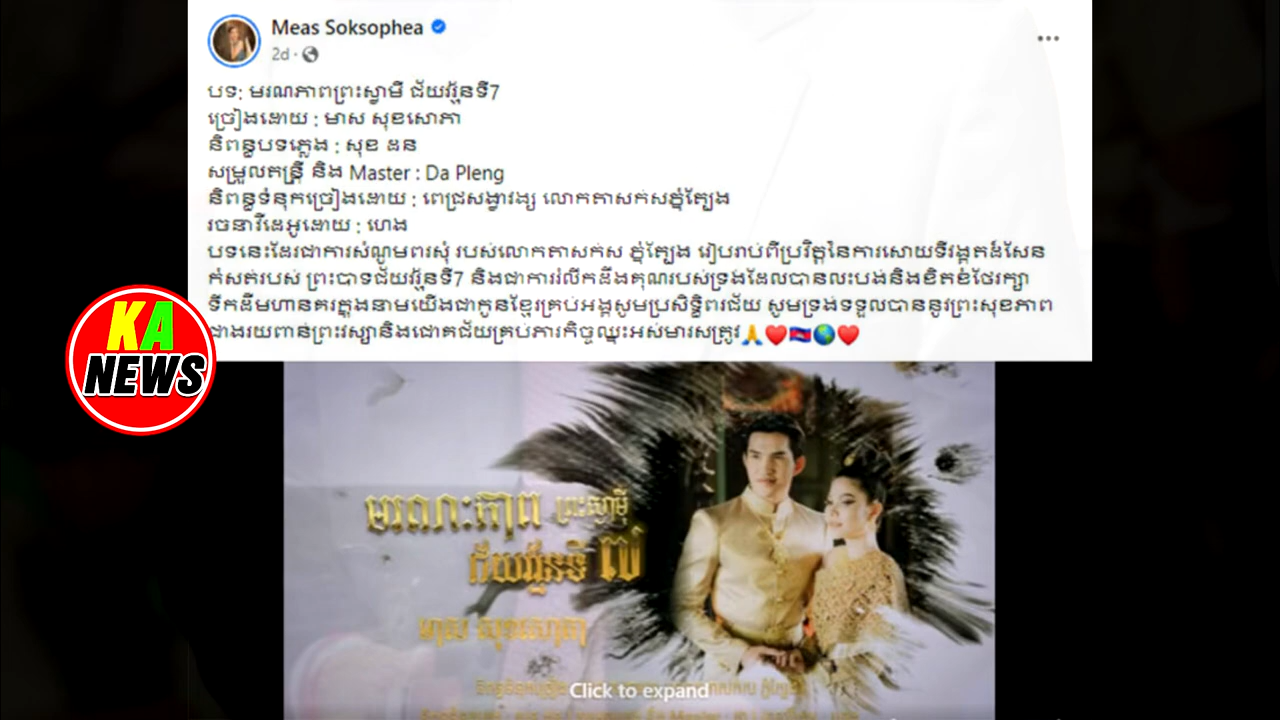 Meas Soksophea
2d
បទ: មរណភាពព្រះស្វាមី ជ័យវរ្ម័នទី7
ច្រៀងដោយ : មាស សុខសោភា
និពន្ធបទភ្លេង : សុខ ឌន
សម្រួលតន្ត្រី និង Master : Da Pleng
និពន្ធទំនុកច្រៀងដោយ : ពេជ្រសង្វាវង្ស លោកតាសក់សភ្នំត្បែង
រចនាវីដេអូដោយ : ហេង
បទនេះដែរជាការសំណូមពរសុំ របស់លោកតាសក់ស ភ្នំត្បែង រៀបរាប់ពីប្រវិត្តនៃការសោយទីវង្គតដ៍សែន
កំសត់របស់ ព្រះបាទជ័យវរ្ម័នទី7 និងជាការរំលឹកដឹងគុណរបស់ទ្រង់ដែលបានលះបង់និងខិតខំថែរក្សា
ទឹកដីមហានគរក្នុងនាមយើងជាកូនខ្មែរគ្រប់អង្គសូមប្រសិទ្ធិពរជ័យ សូមទ្រង់ទទួលបាននូវព្រះសុខភាព
ជាងរយពាន់ព្រះវស្សានិងជោគជ័យគ្រប់ភារកិច្ចឈ្នះអស់មារសត្រូវ🙏❤️🇰🇭🌎❤️
KA
NEWS
មរណៈភាព ព្រះស្វាម៉ី
ជ័យវរ្ម័នទី ៧
មាស សុខសោភា
Click to expand